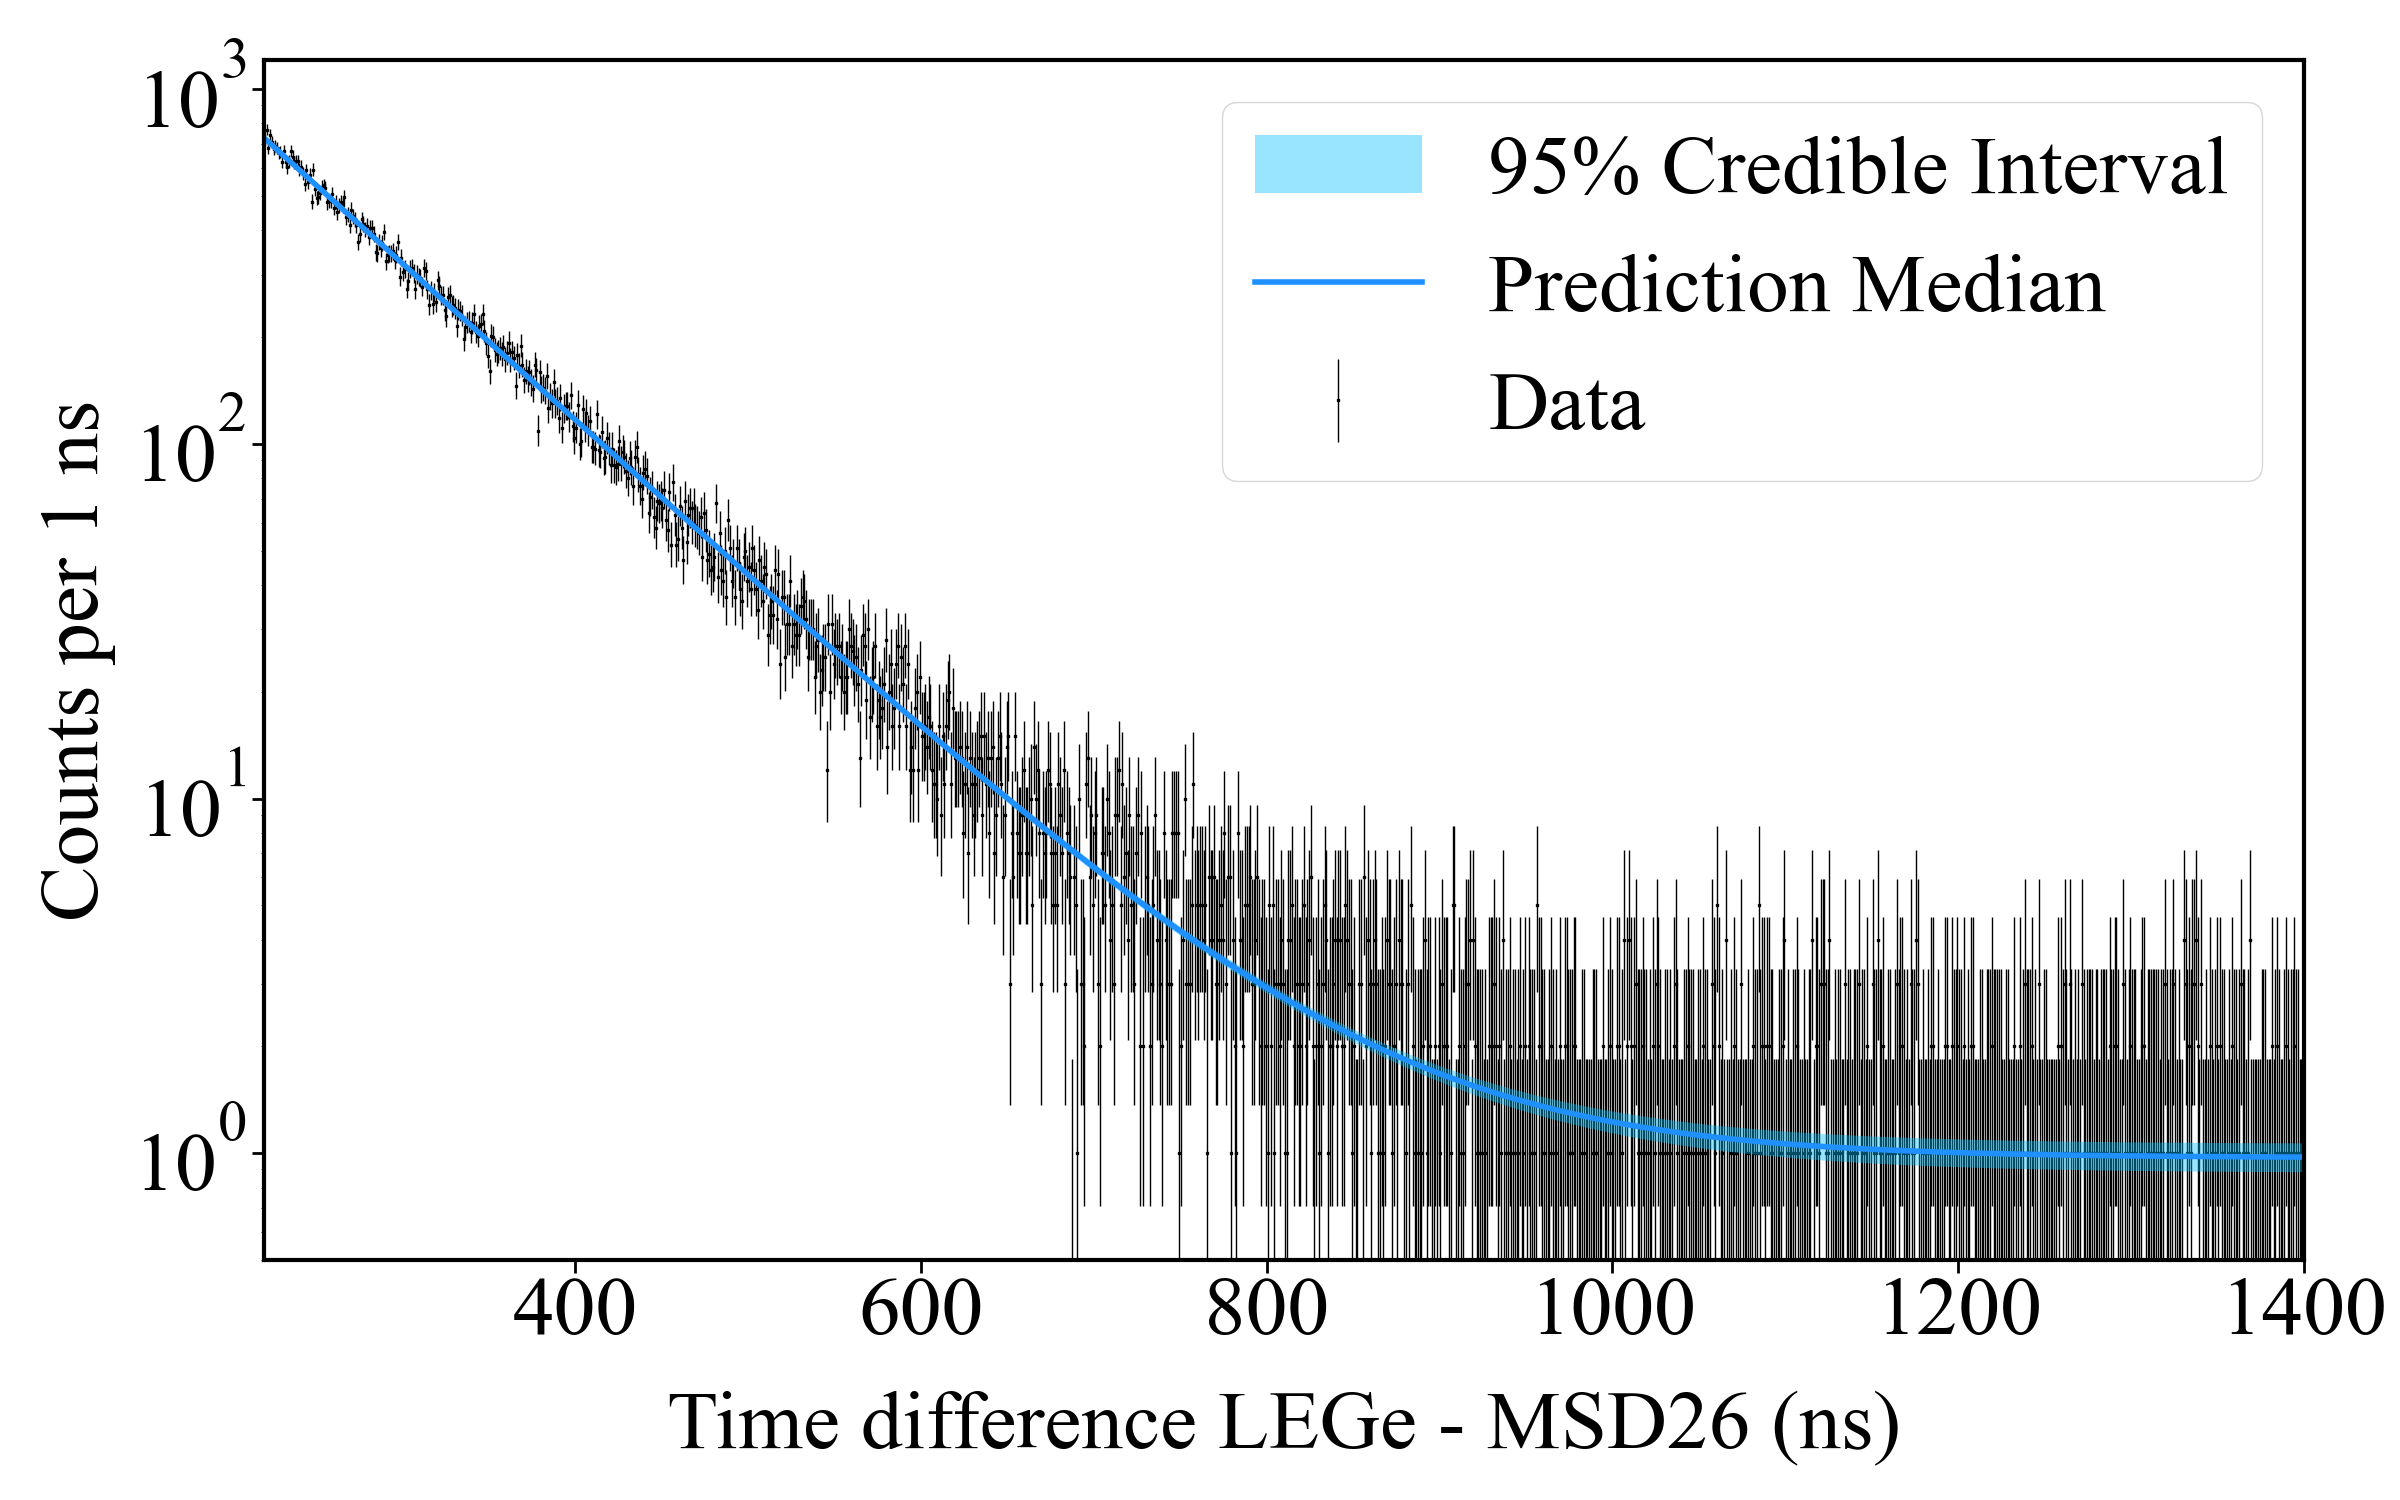 Counts per 1 ns
10^3
10^2
10^1
10^0
95% Credible Interval
Prediction Median
Data
400 600 800 1000 1200 1400
Time difference LEGe - MSD26 (ns)